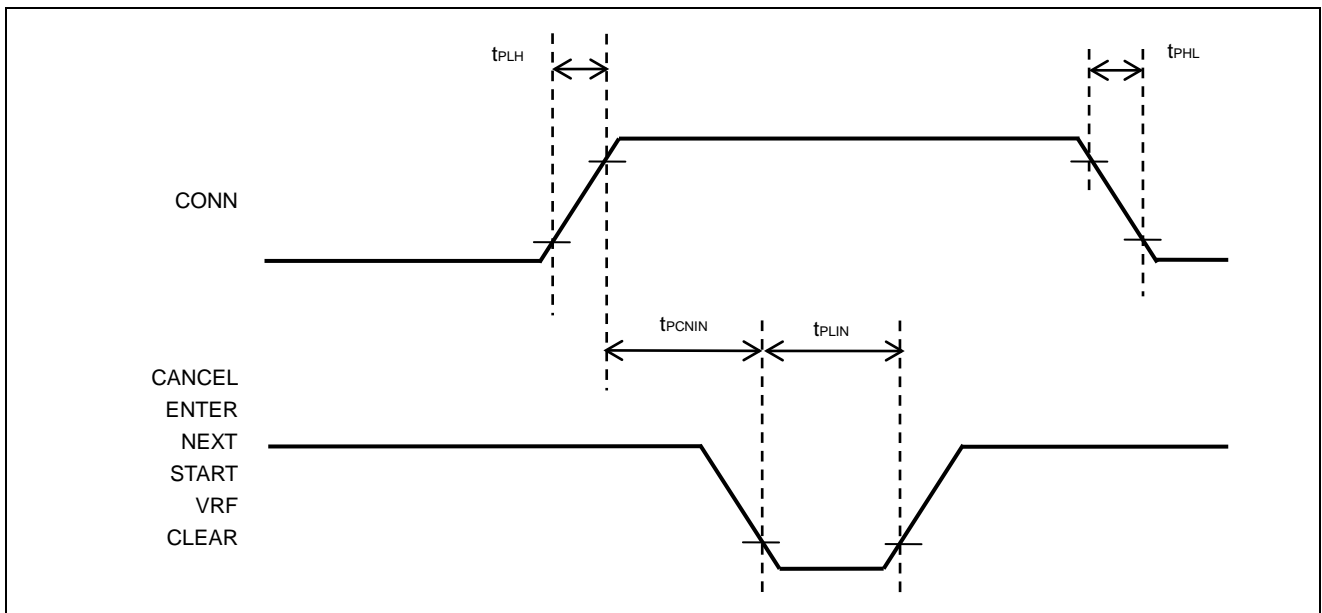 tPLH
tPHL
CONN
tPCNIN
tPLIN
CANCEL
ENTER
NEXT
START
VRF
CLEAR